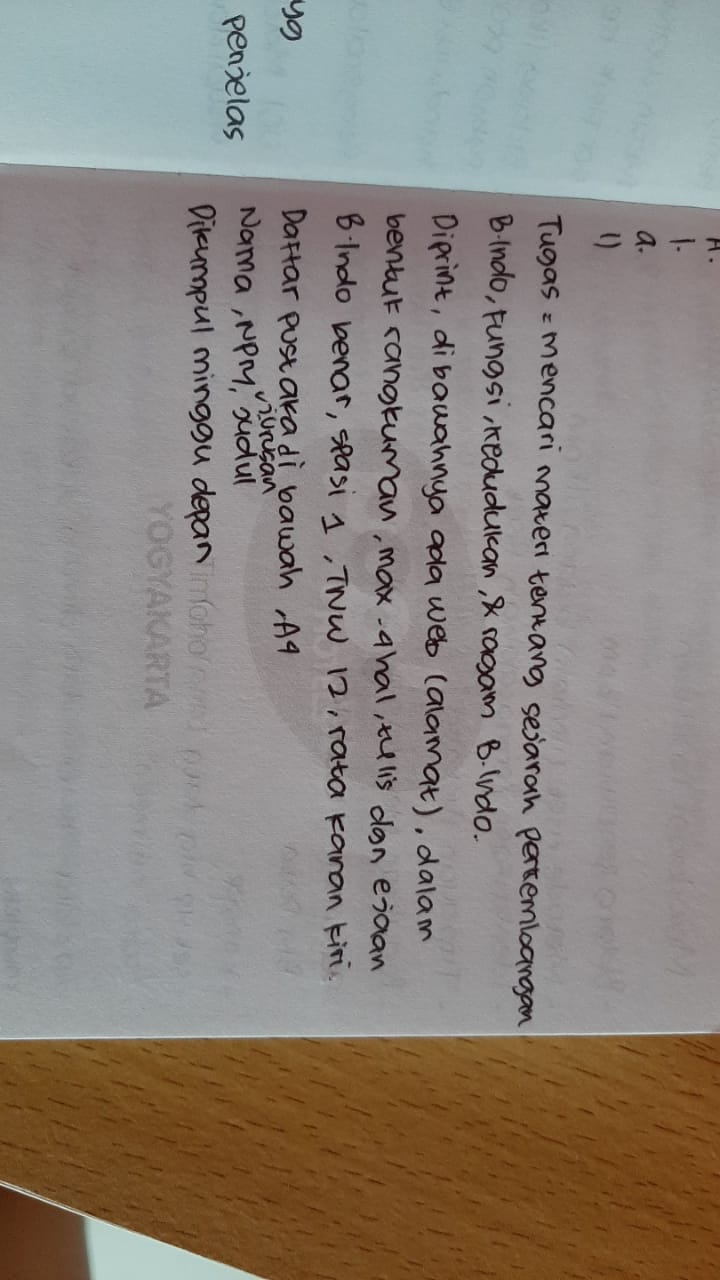 A.
1.
a.
1)
Tugas = mencari materi tentang sejarah perkembangan
B.Indo, fungsi, kedudukan, & ragam B.Indo.
Diprint, dibawahnya ada web (alamat), dalam
bentuk rangkuman, max. 4 hal, tulis dgn ejaan
B.Indo benar, spasi 1, TNW 12, rata kanan kiri.
yg
Daftar pustaka di bawah, A4
penjelas
Nama, NPM, jurusan, judul
Dikumpul minggu depan
Timoho
YOGYAKARTA